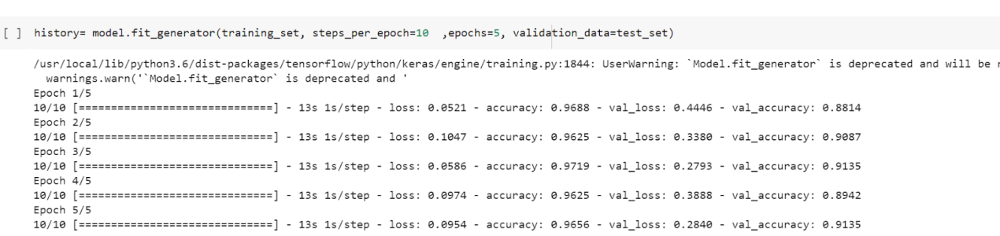 [ ] history= model.fit_generator(training_set, steps_per_epoch=10  ,epochs=5, validation_data=test_set)
/usr/local/lib/python3.6/dist-packages/tensorflow/python/keras/engine/training.py:1844: UserWarning: `Model.fit_generator` is deprecated and will be
  warnings.warn('`Model.fit_generator` is deprecated and '
Epoch 1/5
10/10 [==============================] - 13s 1s/step - loss: 0.0521 - accuracy: 0.9688 - val_loss: 0.4446 - val_accuracy: 0.8814
Epoch 2/5
10/10 [==============================] - 13s 1s/step - loss: 0.1047 - accuracy: 0.9625 - val_loss: 0.3380 - val_accuracy: 0.9087
Epoch 3/5
10/10 [==============================] - 13s 1s/step - loss: 0.0586 - accuracy: 0.9719 - val_loss: 0.2793 - val_accuracy: 0.9135
Epoch 4/5
10/10 [==============================] - 13s 1s/step - loss: 0.0974 - accuracy: 0.9625 - val_loss: 0.3888 - val_accuracy: 0.8942
Epoch 5/5
10/10 [==============================] - 13s 1s/step - loss: 0.0954 - accuracy: 0.9656 - val_loss: 0.2840 - val_accuracy: 0.9135